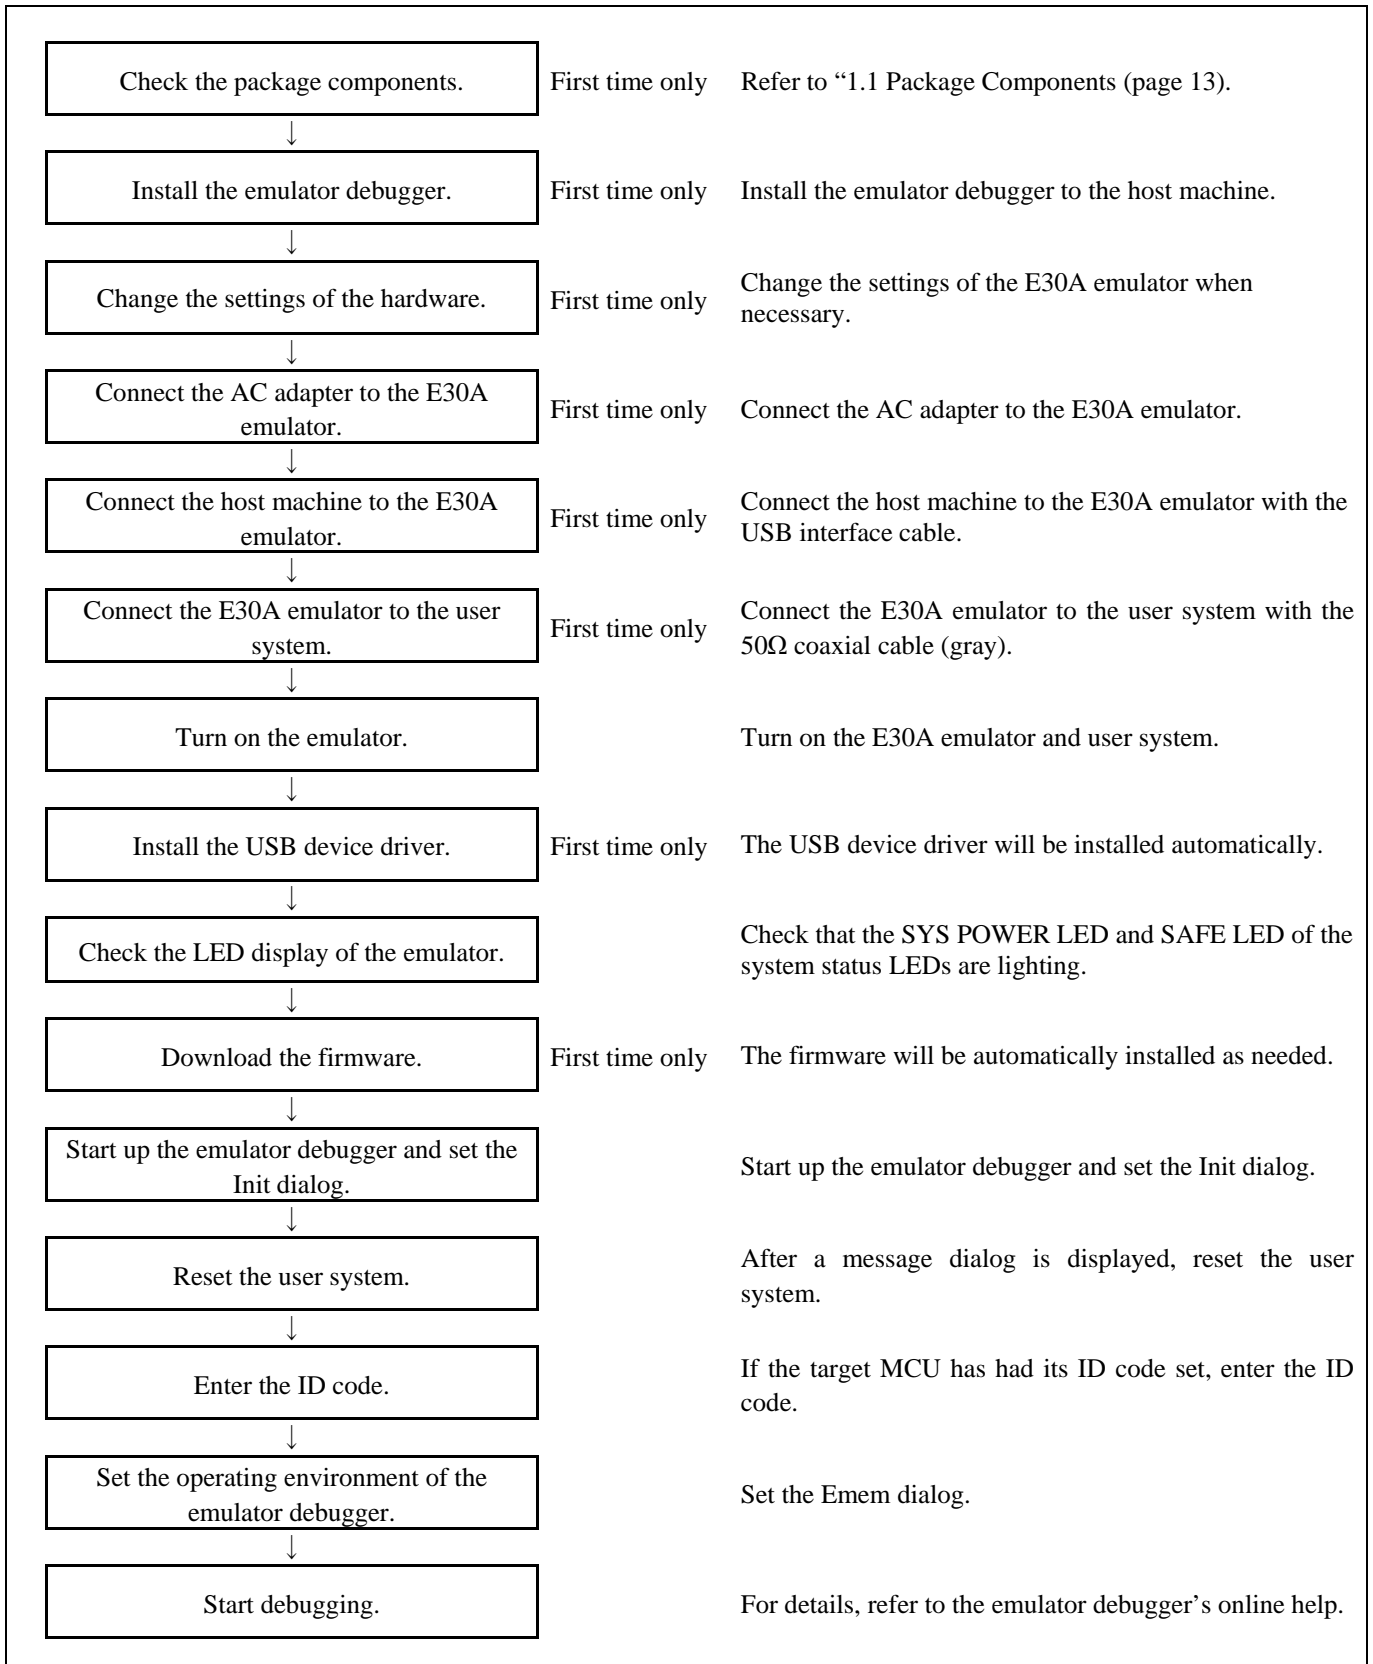 Check the package components. First time only Refer to “1.1 Package Components (page 13).
↓
Install the emulator debugger. First time only Install the emulator debugger to the host machine.
↓
Change the settings of the hardware. First time only Change the settings of the E30A emulator when
necessary.
↓
Connect the AC adapter to the E30A
emulator. First time only Connect the AC adapter to the E30A emulator.
↓
Connect the host machine to the E30A
emulator. First time only Connect the host machine to the E30A emulator with the
USB interface cable.
↓
Connect the E30A emulator to the user
system. First time only Connect the E30A emulator to the user system with the
50Ω coaxial cable (gray).
↓
Turn on the emulator. Turn on the E30A emulator and user system.
↓
Install the USB device driver. First time only The USB device driver will be installed automatically.
↓
Check the LED display of the emulator. Check that the SYS POWER LED and SAFE LED of the
system status LEDs are lighting.
↓
Download the firmware. First time only The firmware will be automatically installed as needed.
↓
Start up the emulator debugger and set the
Init dialog. Start up the emulator debugger and set the Init dialog.
↓
Reset the user system. After a message dialog is displayed, reset the user
system.
↓
Enter the ID code. If the target MCU has had its ID code set, enter the ID
code.
↓
Set the operating environment of the
emulator debugger. Set the Emem dialog.
↓
Start debugging. For details, refer to the emulator debugger’s online help.